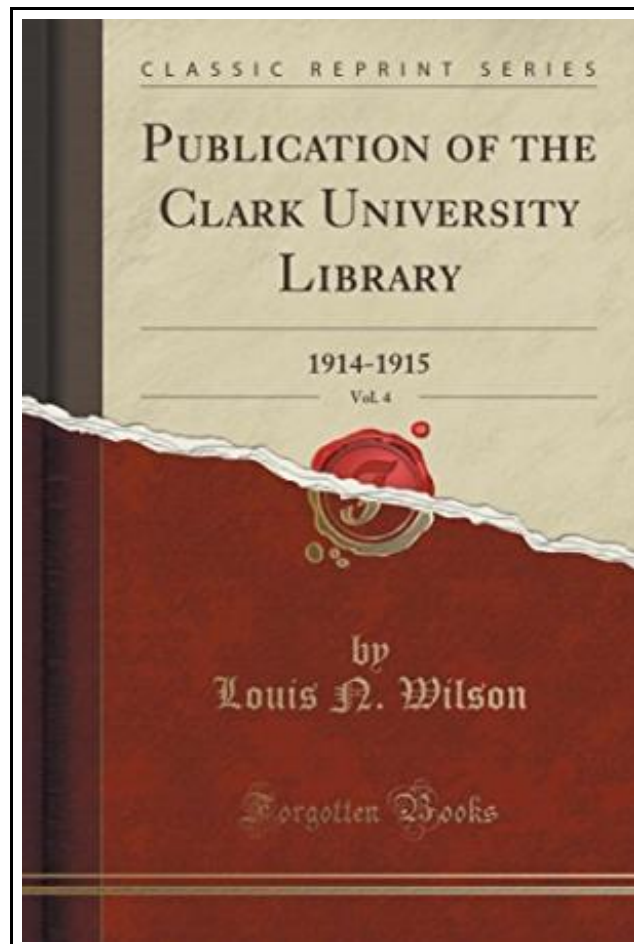 CLASSIC REPRINT SERIES
PUBLICATION OF THE
CLARK UNIVERSITY
LIBRARY
1914-1915
Vol. 4
by
Louis N. Wilson
Forgotten Books